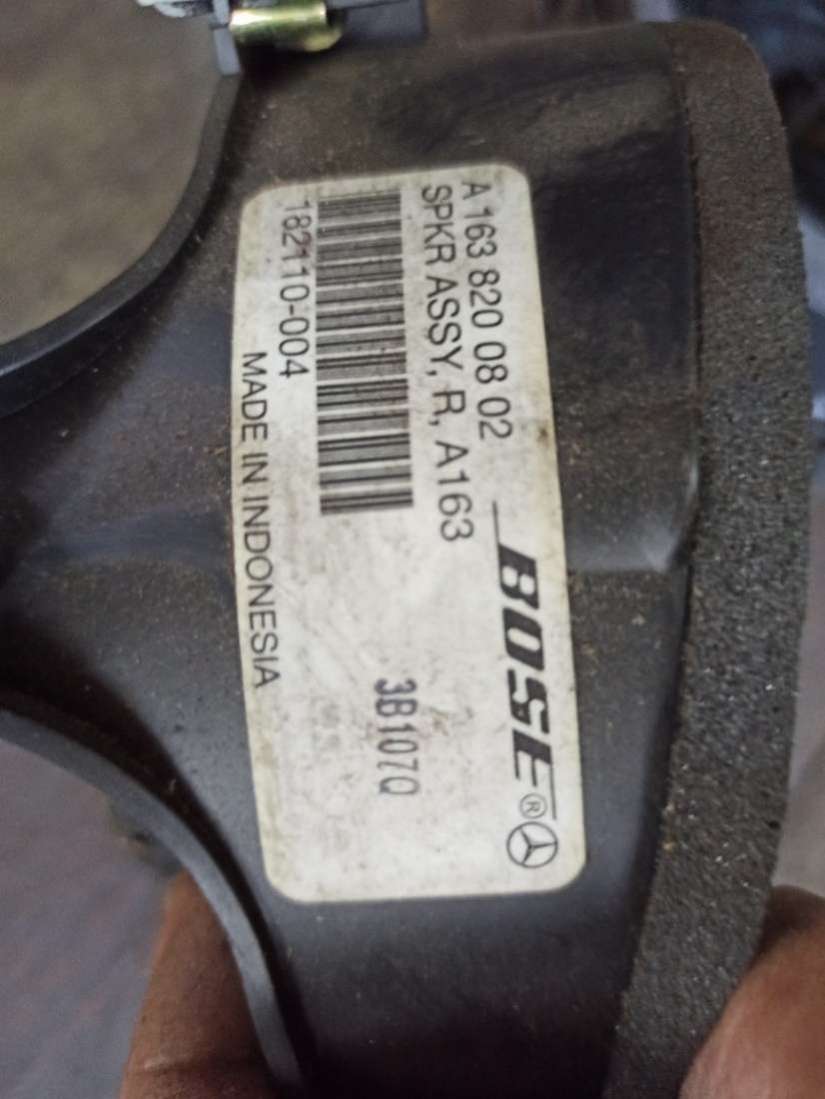 A 163 820 08 02
SPKR ASSY, R, A163
BOSE®
182110-004
3B107Q
MADE IN INDONESIA